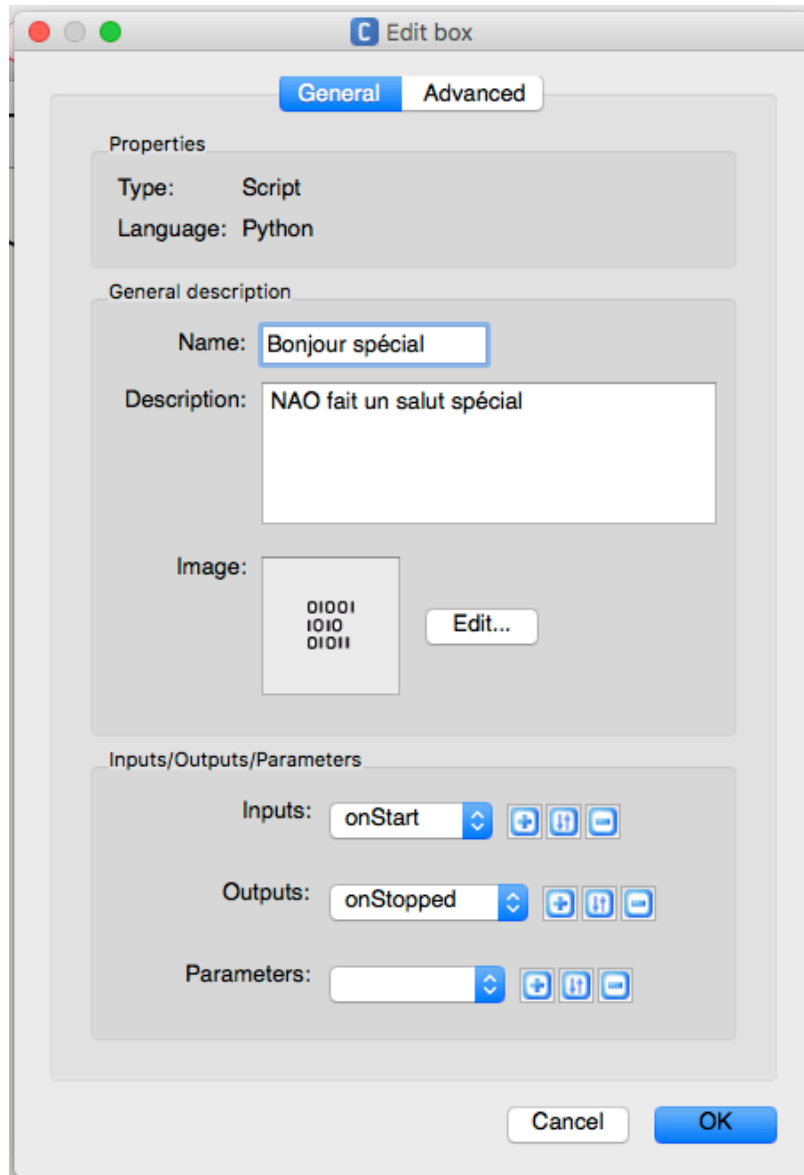 C Edit box
General Advanced
Properties
Type: Script
Language: Python
General description
Name: Bonjour spécial
Description: NAO fait un salut spécial
Image:
01001
1010
01011
Edit...
Inputs/Outputs/Parameters
Inputs: onStart
Outputs: onStopped
Parameters:
Cancel OK